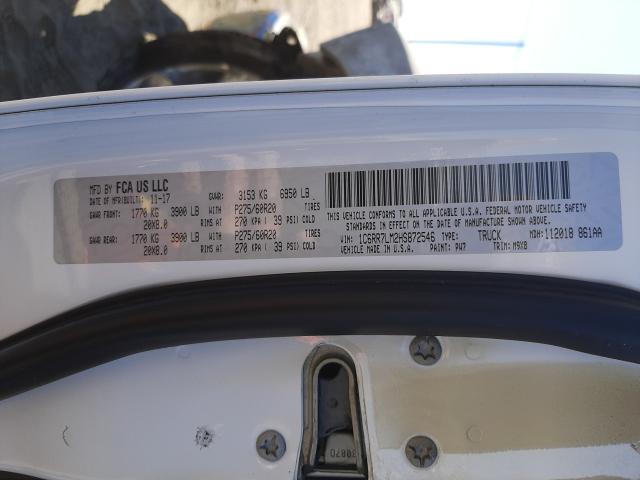 MFD BY FCA US LLC
DATE OF MFR(BUILT): 11-17 GVWR: 3153 KG 6950 LB
GAWR FRONT: 1770 KG 3900 LB WITH P275/60R20 TIRES
20X8.0 RIMS AT 270 KPA ( 39 PSI) COLD
GAWR REAR: 1770 KG 3900 LB WITH P275/60R20 TIRES
20X8.0 RIMS AT 270 KPA ( 39 PSI) COLD
THIS VEHICLE CONFORMS TO ALL APPLICABLE U.S.A. FEDERAL MOTOR VEHICLE SAFETY
STANDARDS IN EFFECT ON THE DATE OF MANUFACTURE SHOWN ABOVE.
VIN: 1C6RR7LM2HS872546 TYPE: TRUCK MDH: 112018 861AA
VEHICLE MADE IN U.S.A. PAINT: PW7 TRIM: M9X8
3087D